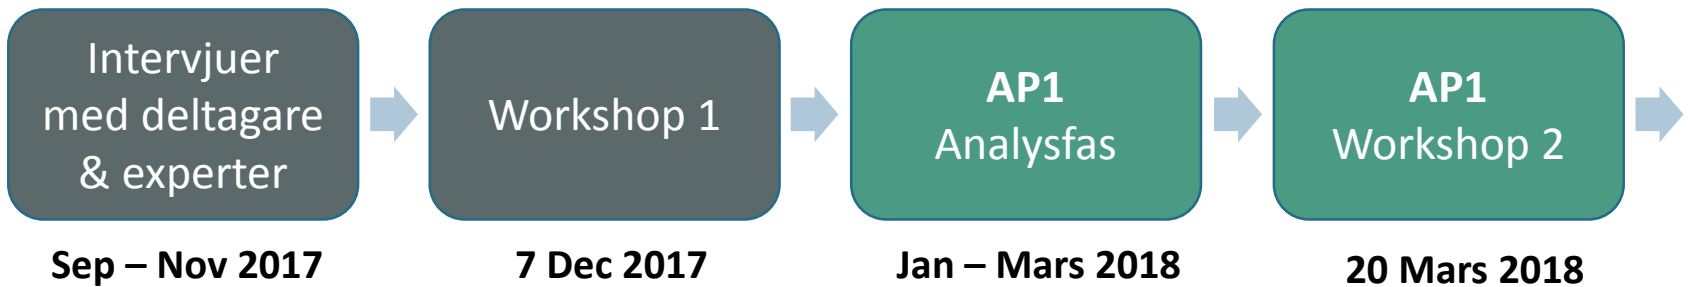 Intervjuer
med deltagare
& experter
Workshop 1
AP1
Analysfas
AP1
Workshop 2
Sep – Nov 2017
7 Dec 2017
Jan – Mars 2018
20 Mars 2018